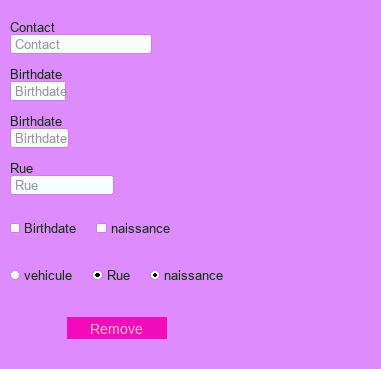 Contact
Contact
Birthdate
Birthdate
Birthdate
Birthdate
Rue
Rue
Birthdate naissance
vehicule Rue naissance
Remove